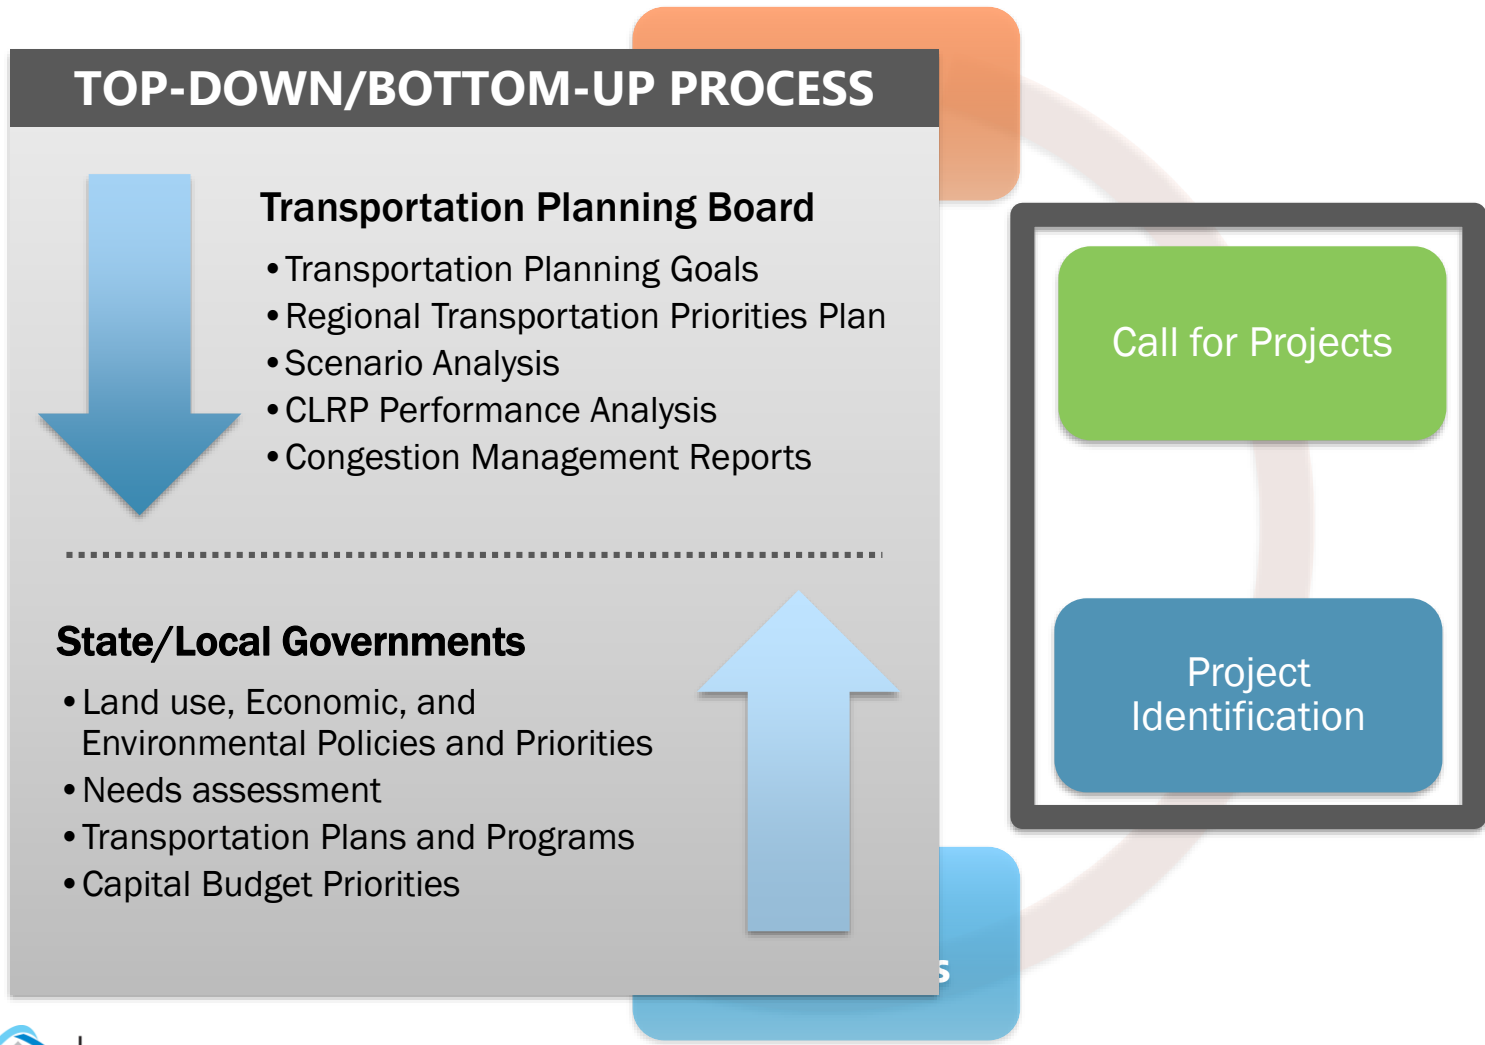 TOP-DOWN/BOTTOM-UP PROCESS
Transportation Planning Board
•Transportation Planning Goals
•Regional Transportation Priorities Plan
•Scenario Analysis
•CLRP Performance Analysis
•Congestion Management Reports
State/Local Governments
•Land use, Economic, and
Environmental Policies and Priorities
•Needs assessment
•Transportation Plans and Programs
•Capital Budget Priorities
Call for Projects
Project
Identification